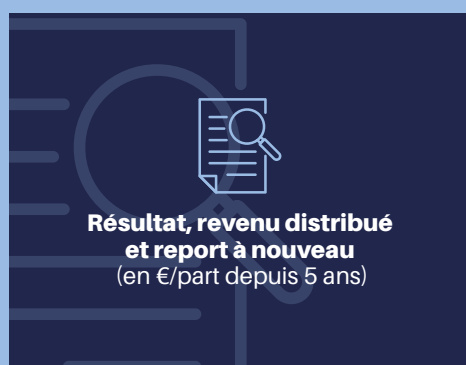 Résultat, revenu distribué
et report à nouveau
(en €/part depuis 5 ans)